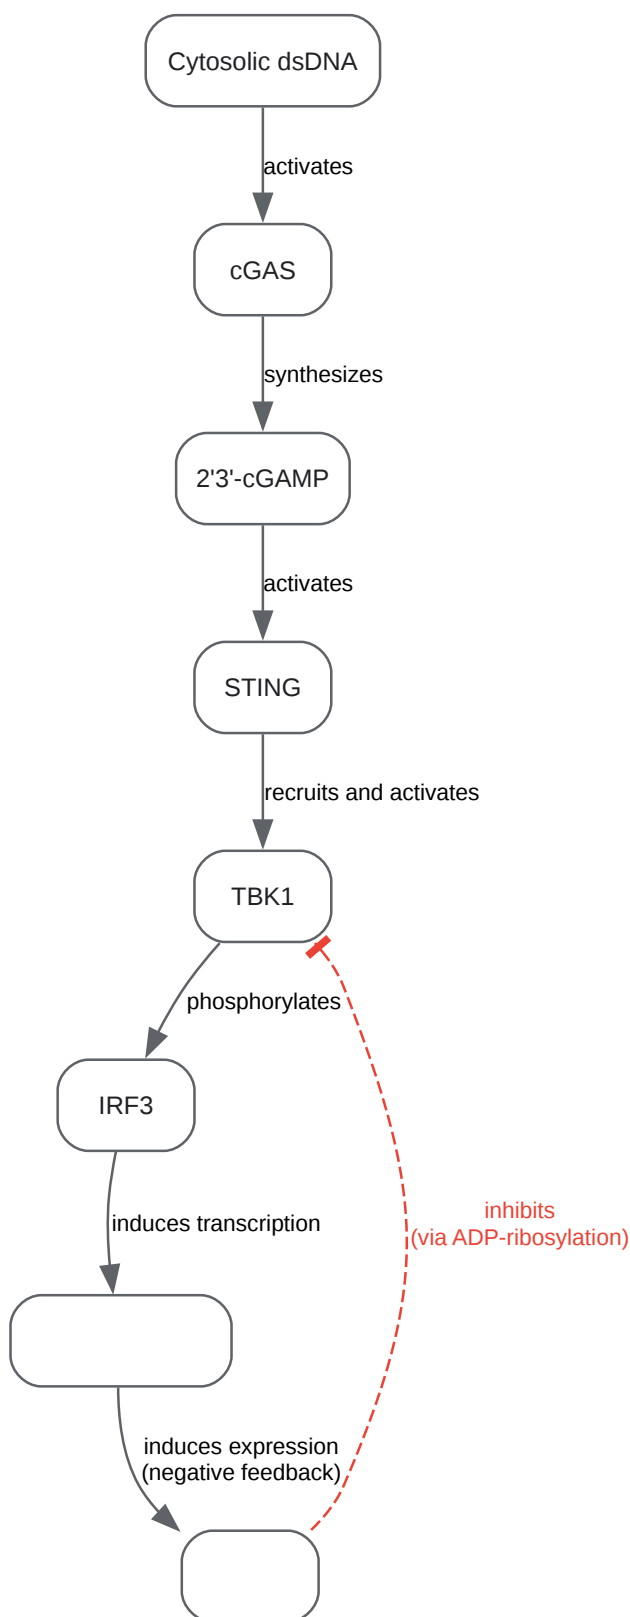 Cytosolic dsDNA
activates
cGAS
synthesizes
2'3'-cGAMP
activates
STING
recruits and activates
TBK1
phosphorylates
IRF3
induces transcription
inhibits
(via ADP-ribosylation)
induces expression
(negative feedback)